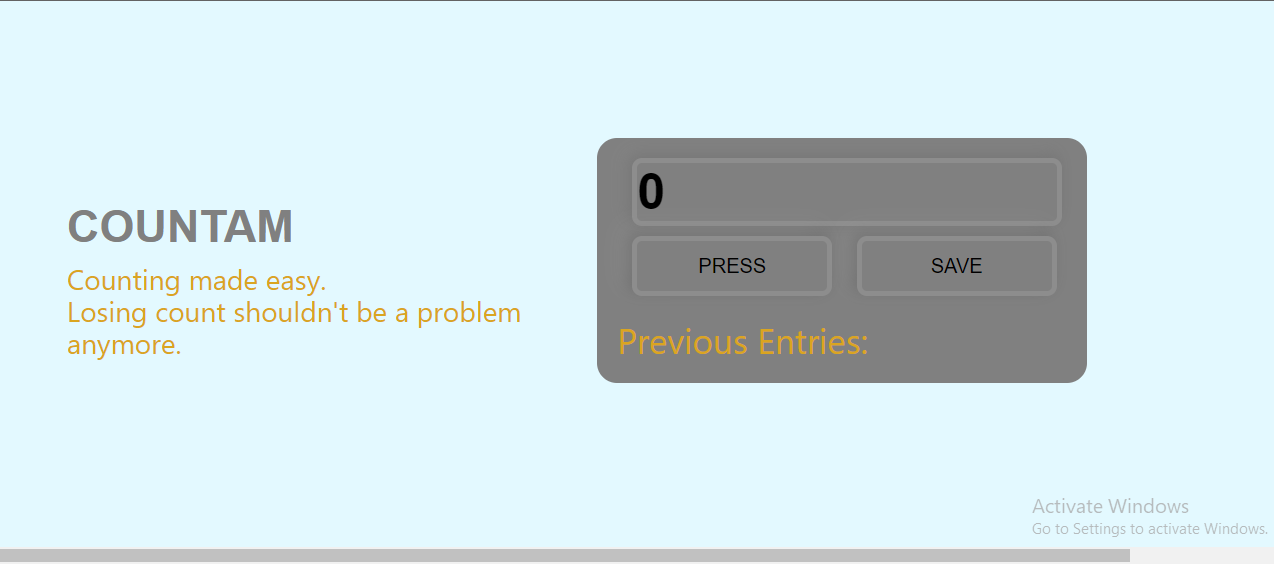 COUNTAM
Counting made easy.
Losing count shouldn't be a problem
anymore.
0
PRESS
SAVE
Previous Entries:
Activate Windows
Go to Settings to activate Windows.